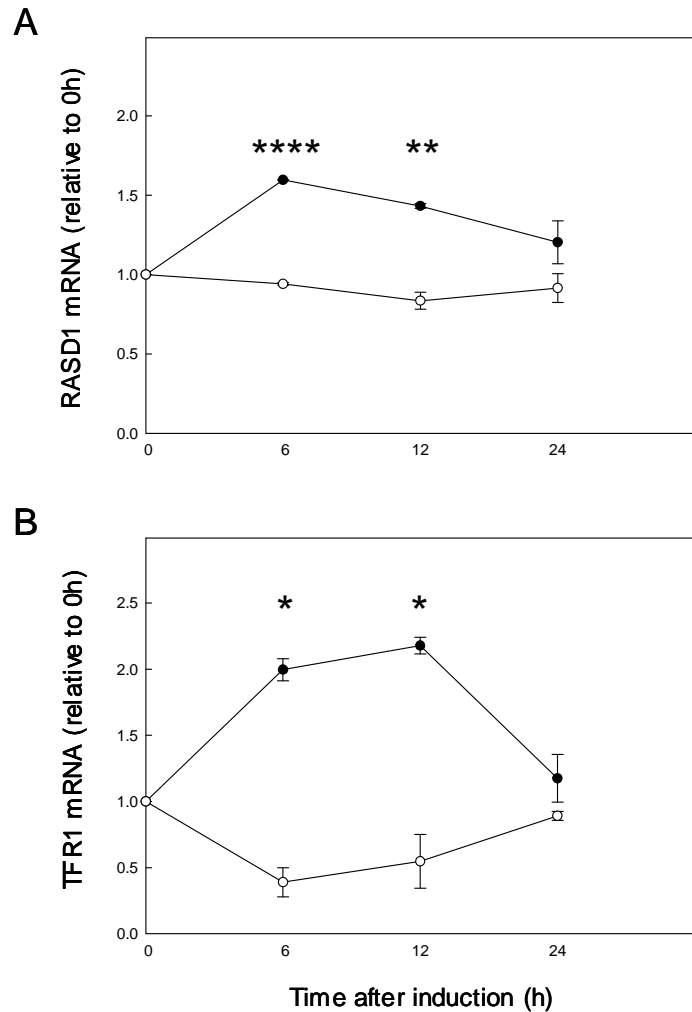 A
RASD1 mRNA (relative to 0h)
2.0
1.5
1.0
0.5
0.0
**** **
0 6 12 24
B
TFR1 mRNA (relative to 0h)
2.5
2.0
1.5
1.0
0.5
0.0
* *
0 6 12 24
Time after induction (h)